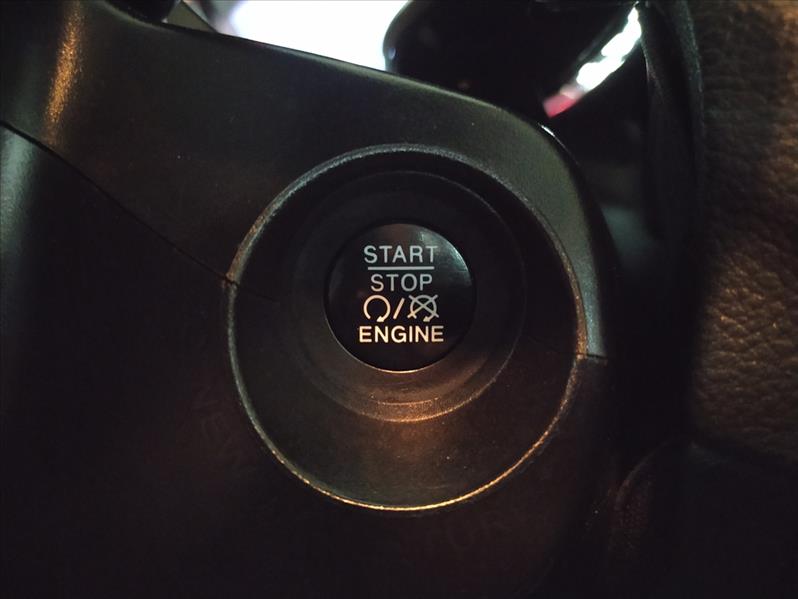 START
STOP
/
ENGINE